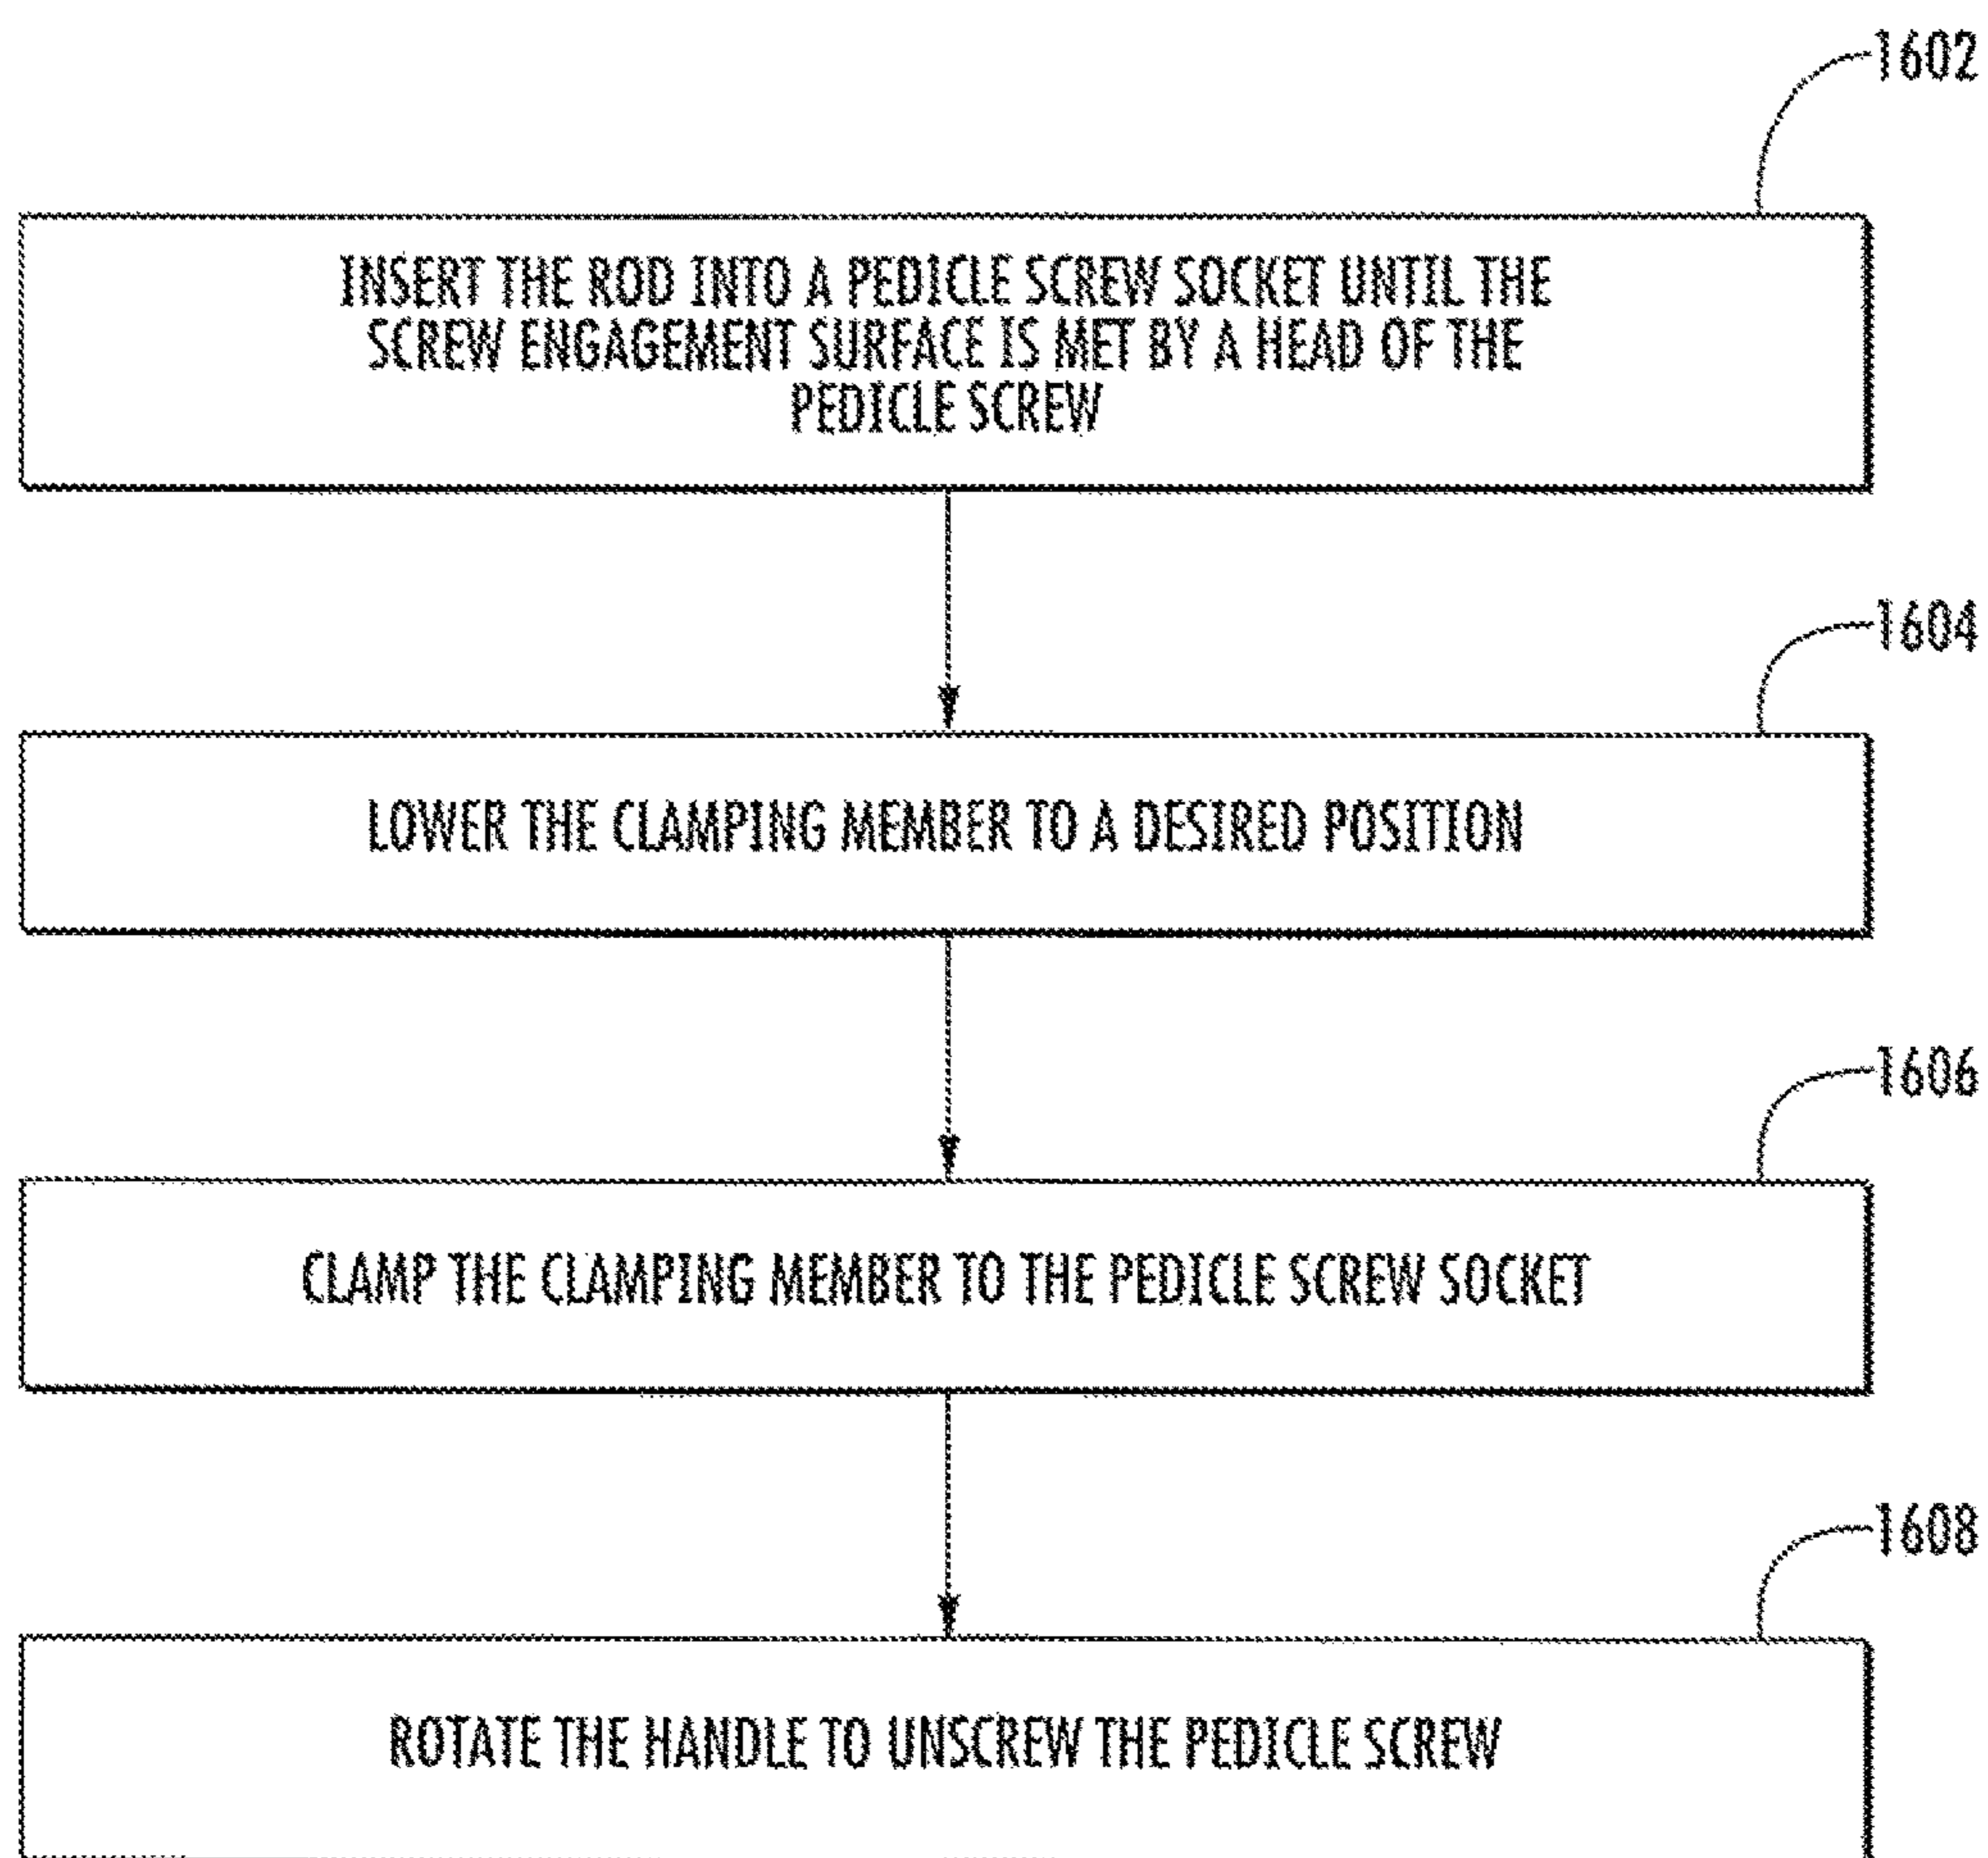 1602
INSERT THE ROD INTO A PEDICLE SCREW SOCKET UNTIL THE
SCREW ENGAGEMENT SURFACE IS MET BY A HEAD OF THE
PEDICLE SCREW
1604
LOWER THE CLAMPING MEMBER TO A DESIRED POSITION
1606
CLAMP THE CLAMPING MEMBER TO THE PEDICLE SCREW SOCKET
1608
ROTATE THE HANDLE TO UNSCREW THE PEDICLE SCREW